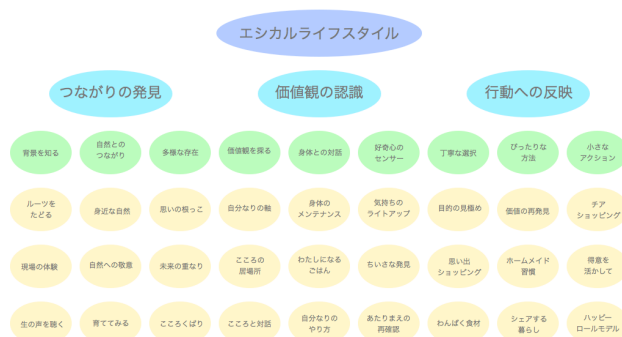 エシカルライフスタイル
つながりの発見
価値観の認識
行動への反映
背景を知る
自然との
つながり
多様な存在
価値観を探る
身体との対話
好奇心の
センサー
丁寧な選択
ぴったりな
方法
小さな
アクション
ルーツを
たどる
身近な自然
思いの根っこ
自分なりの軸
身体の
メンテナンス
気持ちの
ライトアップ
目的の見極め
価値の再発見
チア
ショッピング
現場の体験
自然への敬意
未来の重なり
こころの
居場所
わたしになる
ごはん
ちいさな発見
思い出
ショッピング
ホームメイド
習慣
得意を
活かして
生の声を聴く
育ててみる
こころくばり
こころと対話
自分なりの
やり方
あたりまえの
再確認
わんぱく食材
シェアする
暮らし
ハッピー
ロールモデル